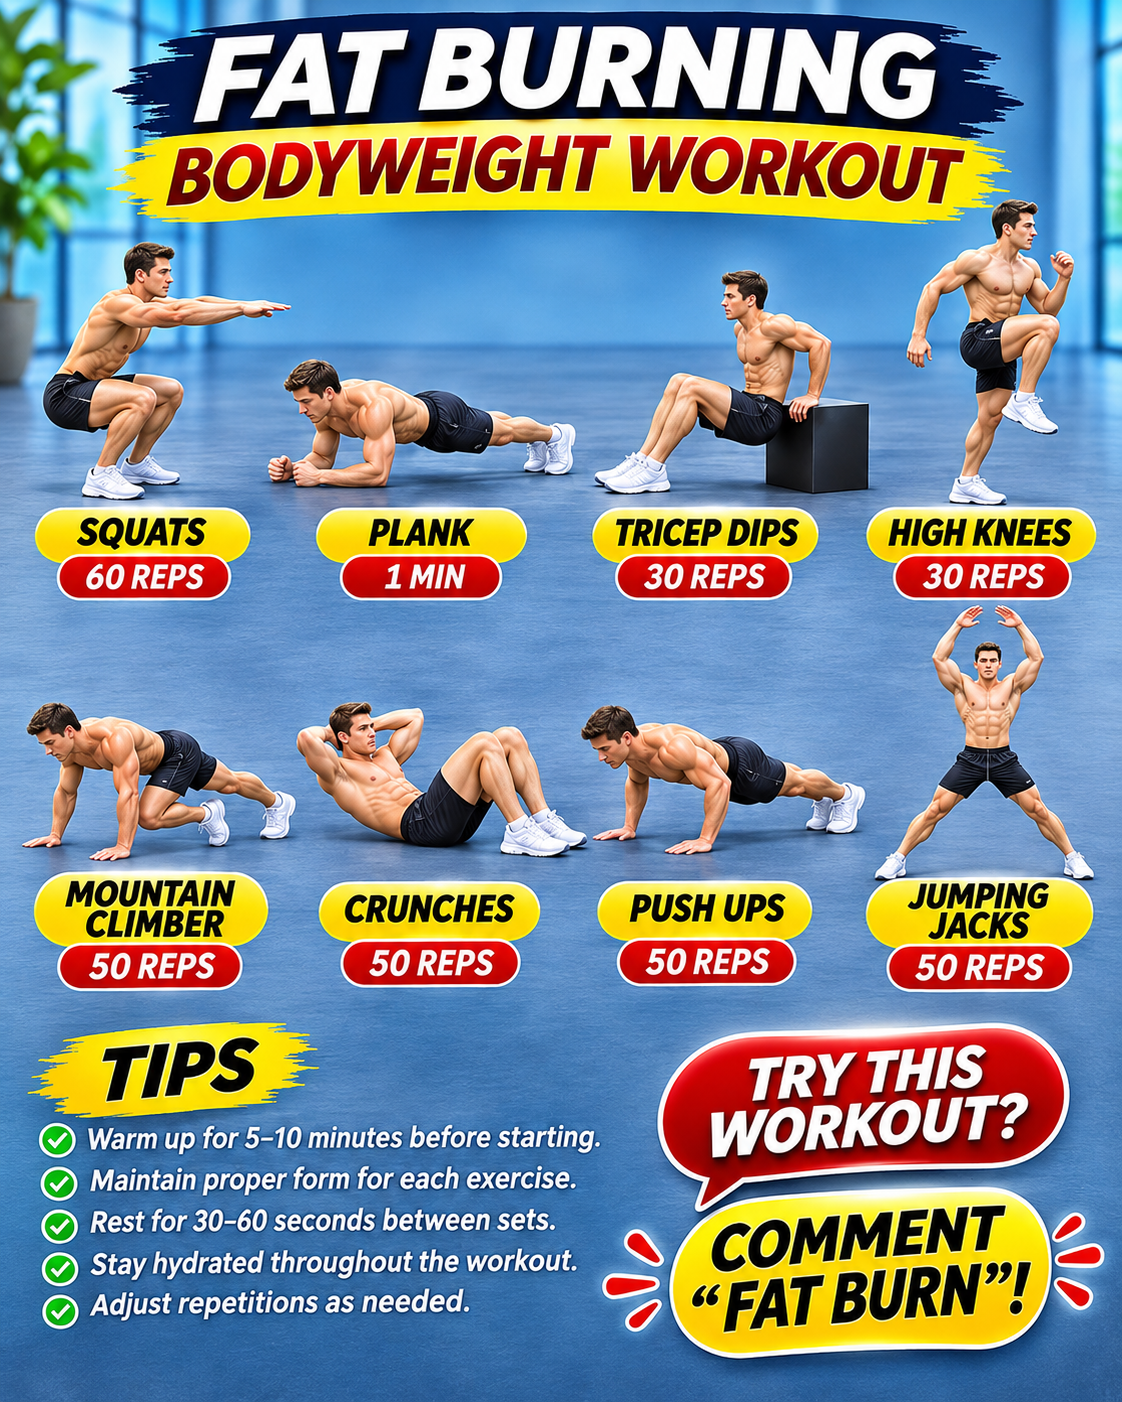 FAT BURNING
BODYWEIGHT WORKOUT
SQUATS
60 REPS
PLANK
1 MIN
TRICEP DIPS
30 REPS
HIGH KNEES
30 REPS
MOUNTAIN
CLIMBER
50 REPS
CRUNCHES
50 REPS
PUSH UPS
50 REPS
JUMPING
JACKS
50 REPS
TIPS
Warm up for 5–10 minutes before starting.
Maintain proper form for each exercise.
Rest for 30–60 seconds between sets.
Stay hydrated throughout the workout.
Adjust repetitions as needed.
TRY THIS
WORKOUT?
COMMENT
“FAT BURN”!